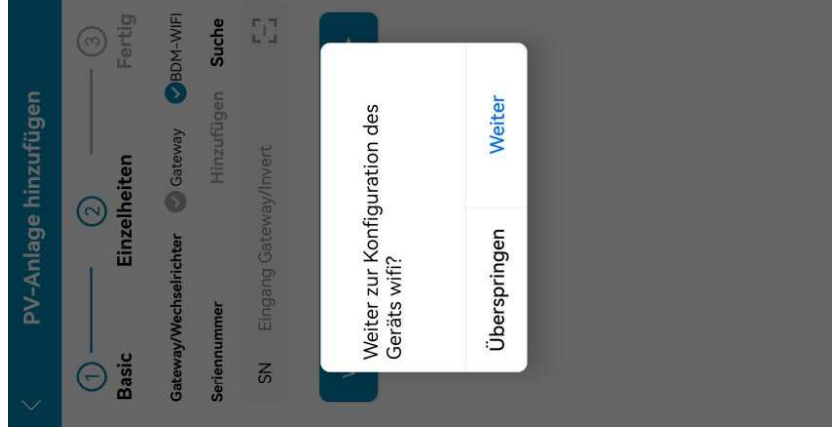 PV-Anlage hinzufügen
1 2 3
Basic Einzelheiten Fertig
Gateway/Wechselrichter Gateway BDM-WIFI
Seriennummer Hinzufügen Suche
SN Eingang Gateway/Invert
Weiter zur Konfiguration des
Geräts wifi?
Überspringen Weiter